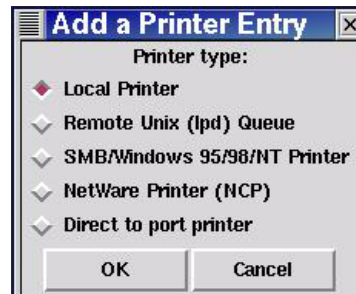 Add a Printer Entry
Printer type:
Local Printer
Remote Unix (lpd) Queue
SMB/Windows 95/98/NT Printer
NetWare Printer (NCP)
Direct to port printer
OK Cancel